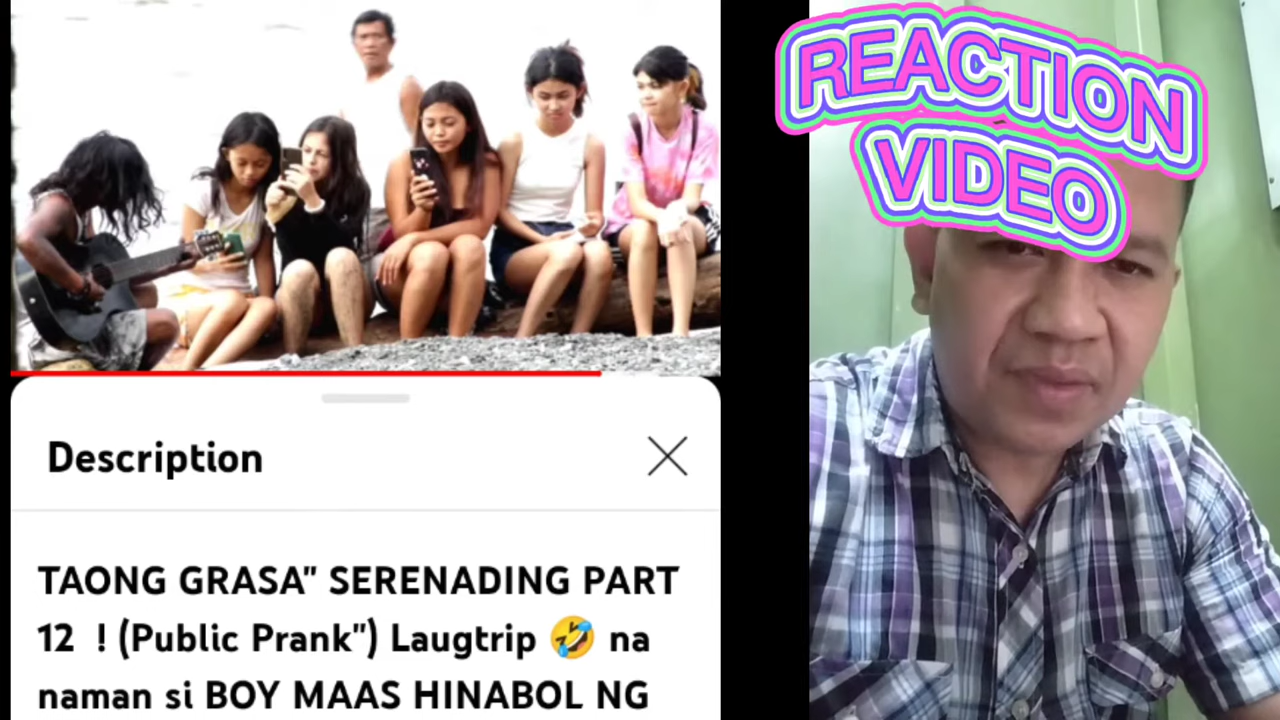 REACTION
VIDEO
Description
TAONG GRASA" SERENADING PART
12 ! (Public Prank") Laugtrip 🤣 na
naman si BOY MAAS HINABOL NG